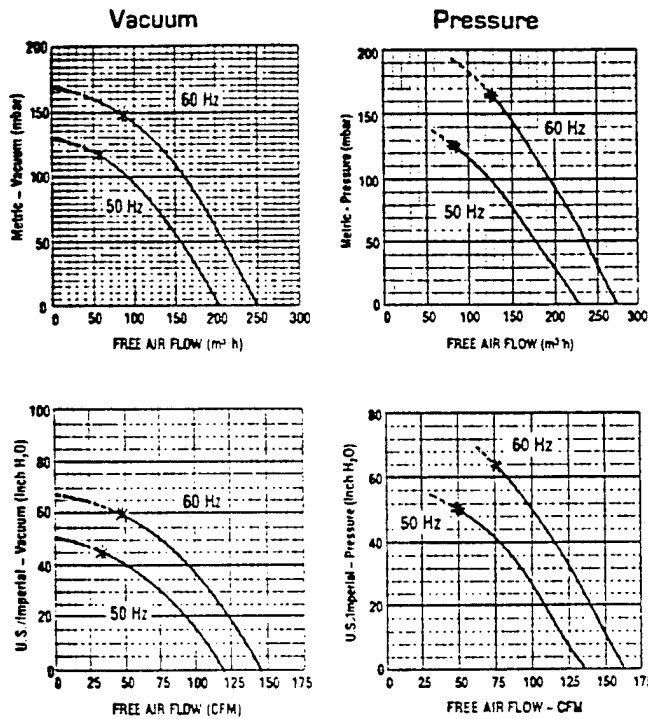 Vacuum
Pressure
Metric - Vacuum (mbar)
200
150
100
50
0
60 Hz
50 Hz
0 50 100 150 200 250 300
FREE AIR FLOW (m³ h)
Metric - Pressure (mbar)
200
150
100
50
0
60 Hz
50 Hz
0 50 100 150 200 250 300
FREE AIR FLOW (m³ h)
U.S./Imperial - Vacuum (Inch H₂O)
100
80
60
40
20
0
60 Hz
50 Hz
0 25 50 75 100 125 150 175
FREE AIR FLOW (CFM)
U.S. Imperial - Pressure (Inch H₂O)
80
60
40
20
0
60 Hz
50 Hz
0 25 50 75 100 125 150 175
FREE AIR FLOW - CFM